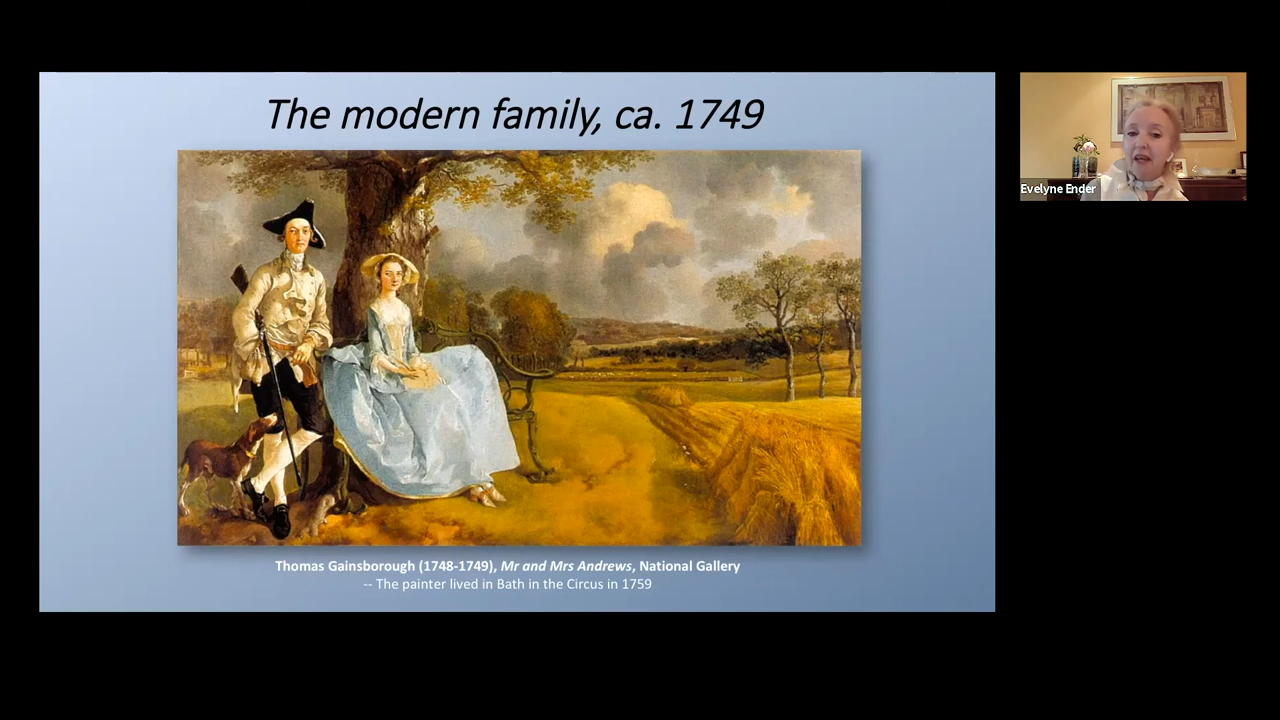 The modern family, ca. 1749
Evelyne Ender
Thomas Gainsborough (1748-1749), Mr and Mrs Andrews, National Gallery
-- The painter lived in Bath in the Circus in 1759